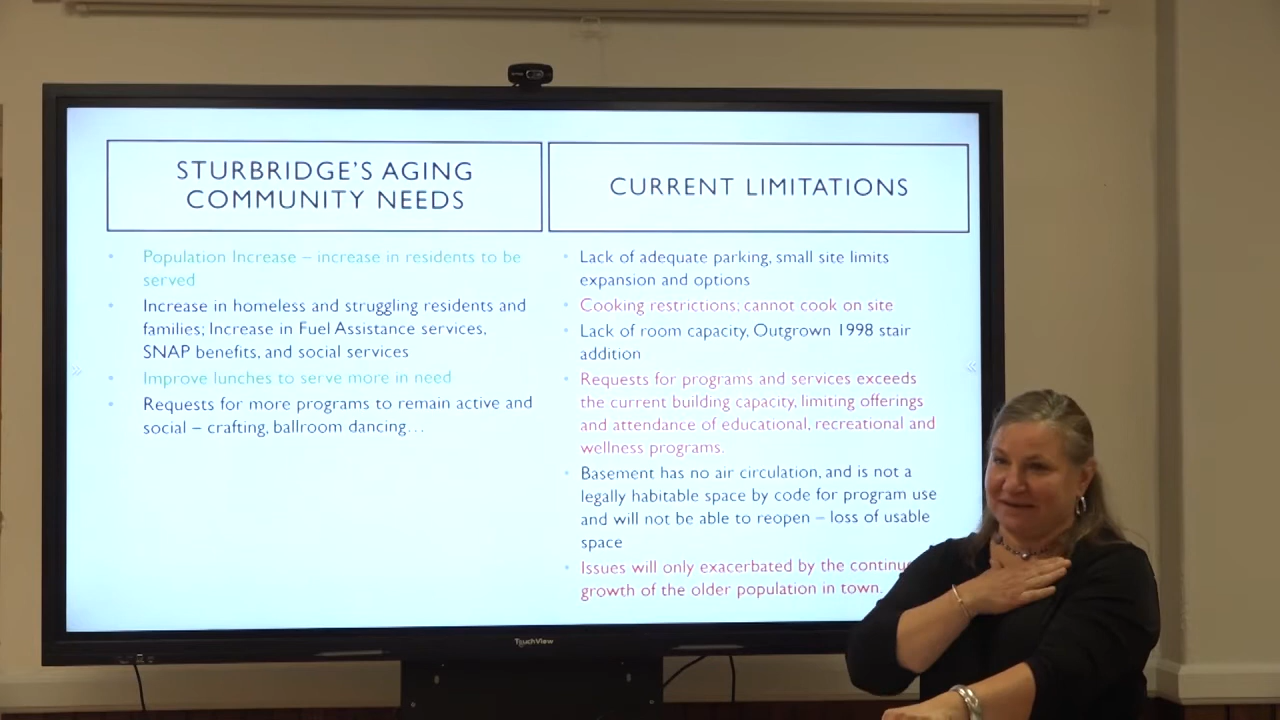 STURBRIDGE'S AGING
COMMUNITY NEEDS
• Population Increase – increase in residents to be
served
• Increase in homeless and struggling residents and
families; Increase in Fuel Assistance services,
SNAP benefits, and social services
• Improve lunches to serve more in need
• Requests for more programs to remain active and
social – crafting, ballroom dancing…
CURRENT LIMITATIONS
• Lack of adequate parking, small site limits
expansion and options
• Cooking restrictions; cannot cook on site
• Lack of room capacity, Outgrown 1998 stair
addition
• Requests for programs and services exceeds
the current building capacity, limiting offerings
and attendance of educational, recreational and
wellness programs.
• Basement has no air circulation, and is not a
legally habitable space by code for program use
and will not be able to reopen – loss of usable
space
• Issues will only exacerbated by the continu
growth of the older population in town.
TouchView